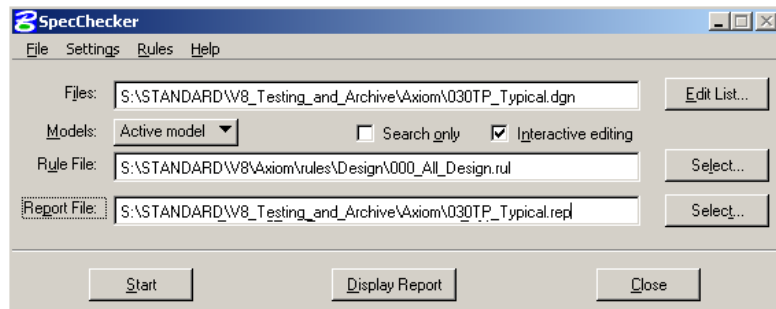 SpecChecker
File Settings Rules Help
Files: S:\STANDARD\V8_Testing_and_Archive\Axiom\030TP_Typical.dgn Edit List...
Models: Active model Search only Interactive editing
Rule File: S:\STANDARD\V8\Axiom\rules\Design\000_All_Design.rul Select...
Report File: S:\STANDARD\V8_Testing_and_Archive\Axiom\030TP_Typical.rep Select...
Start Display Report Close